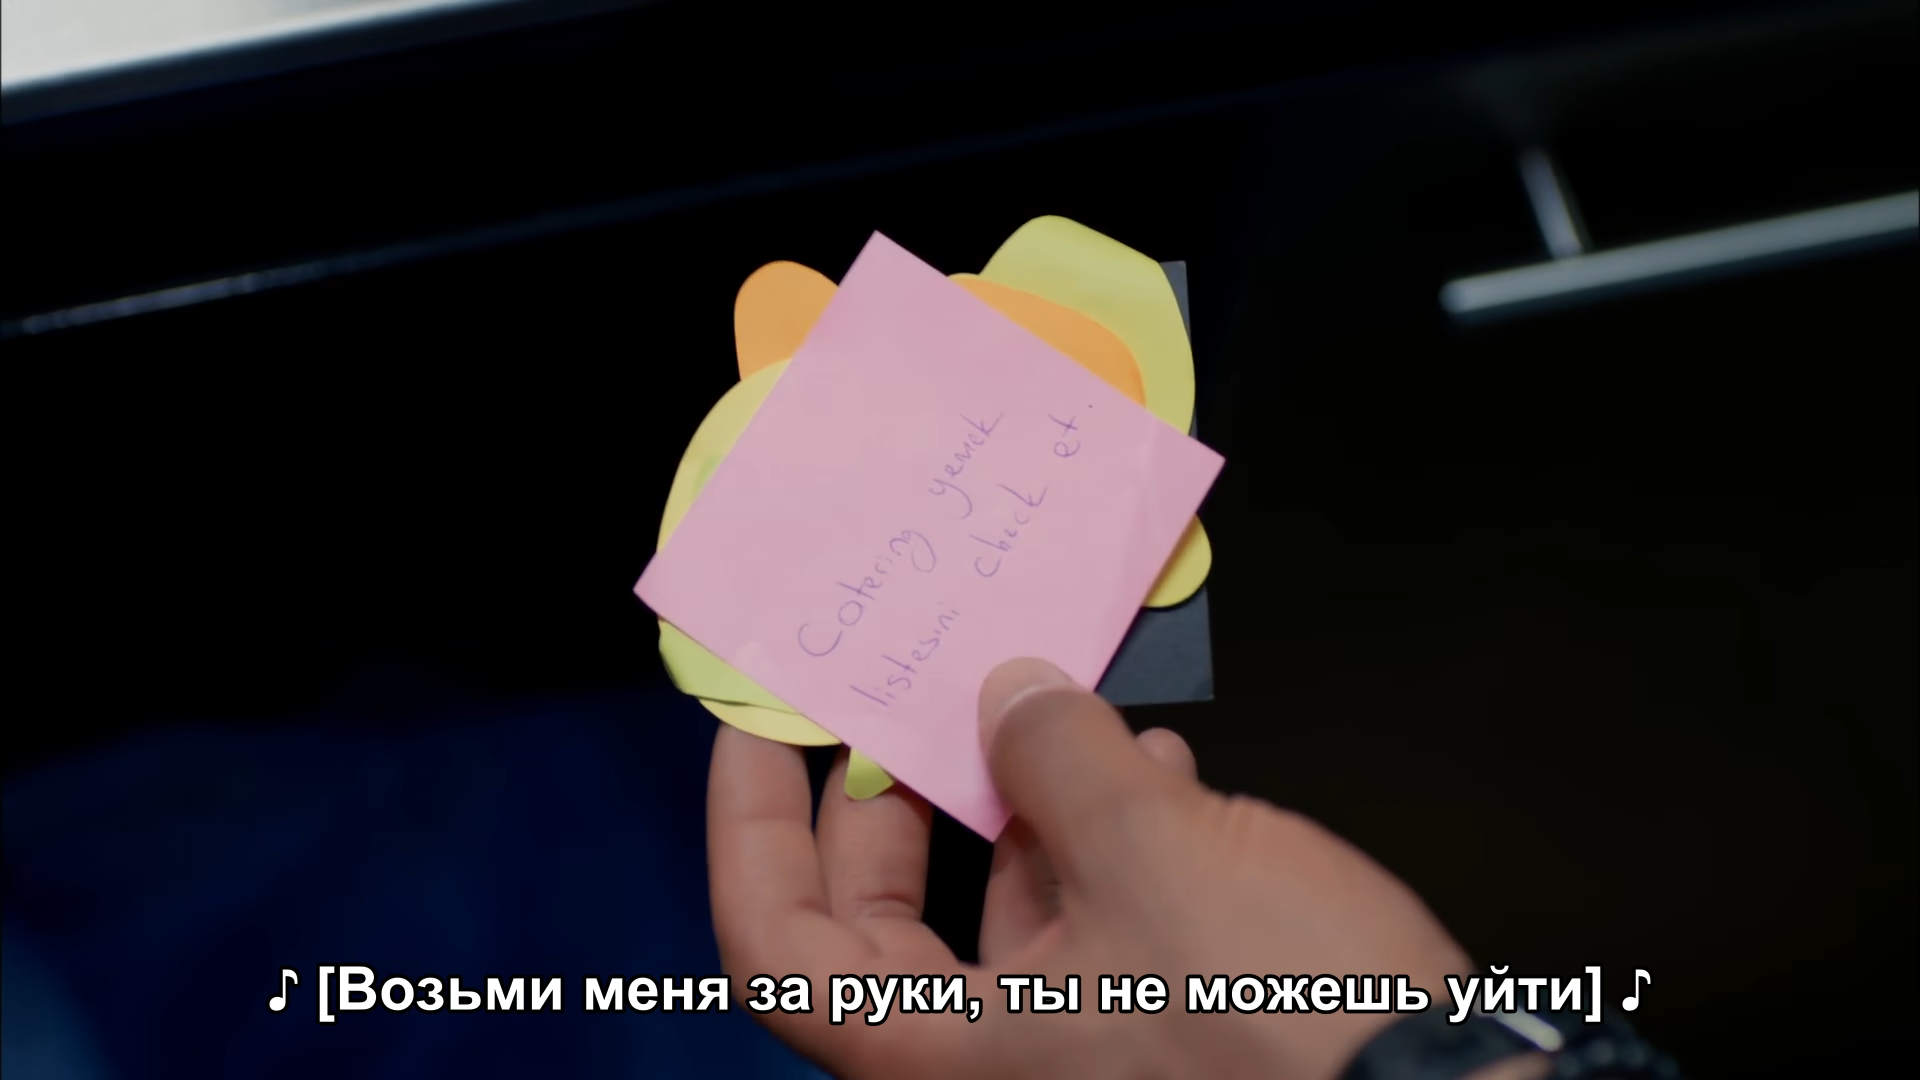 Catering yemek
listesini check et.
♪ [Возьми меня за руки, ты не можешь уйти] ♪